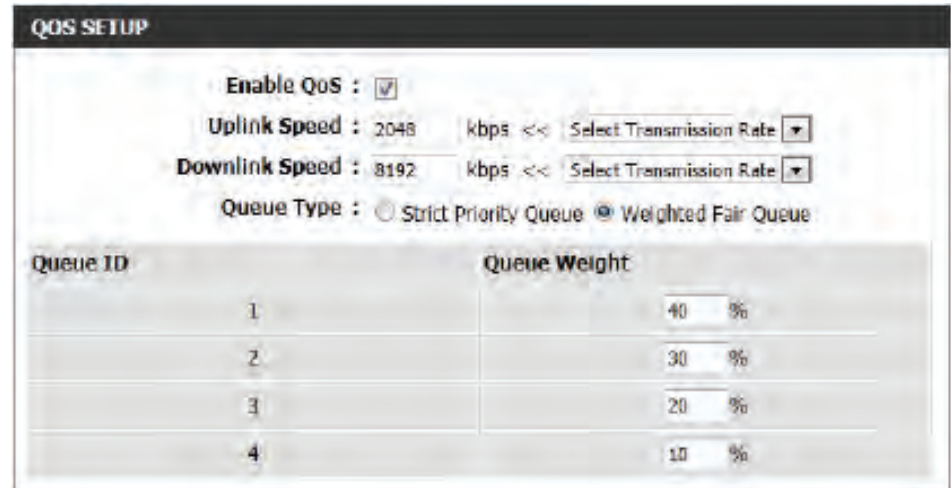 QOS SETUP
Enable QoS :
Uplink Speed : 2048 kbps << Select Transmission Rate
Downlink Speed : 8192 kbps << Select Transmission Rate
Queue Type : Strict Priority Queue Weighted Fair Queue
Queue ID Queue Weight
1 40 %
2 30 %
3 20 %
4 10 %